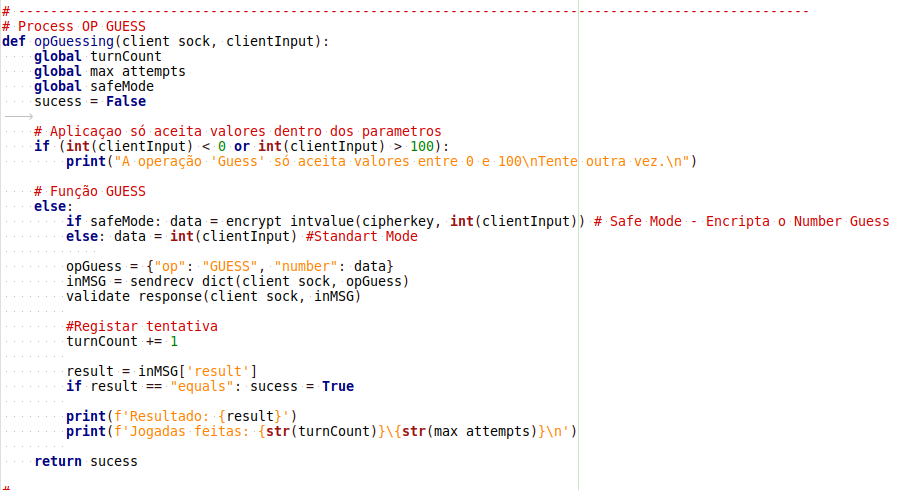 # --------------------------------------------------------------------------------------------------
# Process OP GUESS
def opGuessing(client sock, clientInput):
    global turnCount
    global max attempts
    global safeMode
    sucess = False

    # Aplicaçao só aceita valores dentro dos parametros
    if (int(clientInput) < 0 or int(clientInput) > 100):
        print("A operação 'Guess' só aceita valores entre 0 e 100\nTente outra vez.\n")

    # Função GUESS
    else:
        if safeMode: data = encrypt intvalue(cipherkey, int(clientInput)) # Safe Mode - Encripta o Number Guess
        else: data = int(clientInput) #Standart Mode

        opGuess = {"op": "GUESS", "number": data}
        inMSG = sendrecv dict(client sock, opGuess)
        validate response(client sock, inMSG)

        #Registar tentativa
        turnCount += 1

        result = inMSG['result']
        if result == "equals": sucess = True

        print(f'Resultado: {result}')
        print(f'Jogadas feitas: {str(turnCount)}\{str(max attempts)}\n')

    return sucess